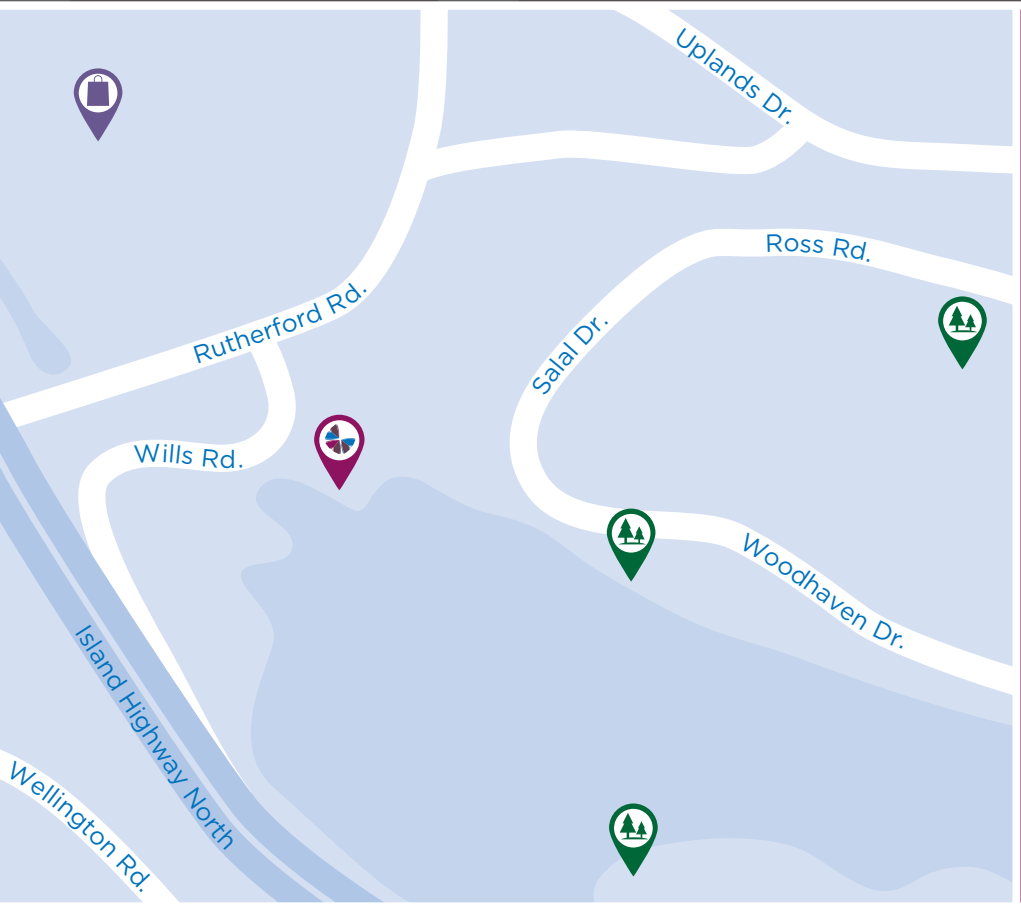 Uplands Dr.
Ross Rd.
Rutherford Rd.
Salal Dr.
Wills Rd.
Woodhaven Dr.
Island Highway North
Wellington Rd.